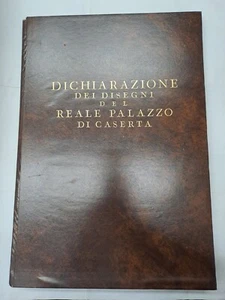 DICHIARAZIONE
DEI DISEGNI
DEL
REALE PALAZZO
DI CASERTA